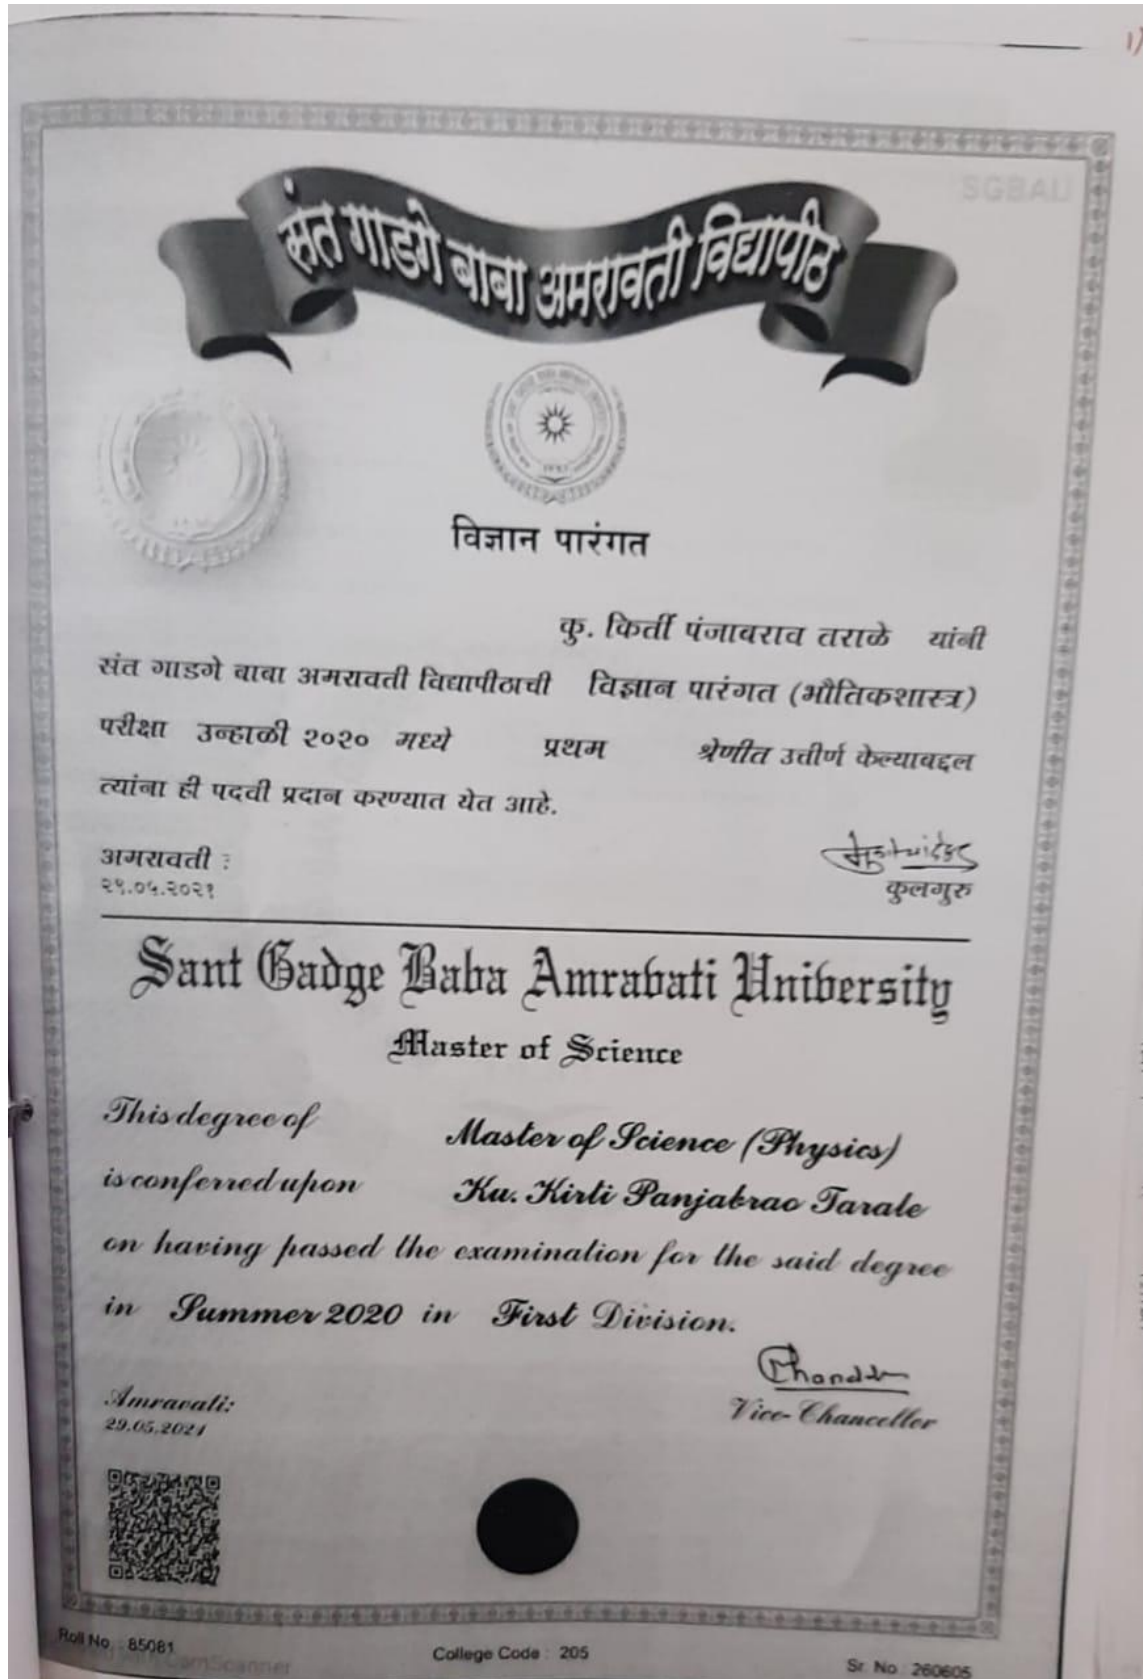 SGBAU
संत गाडगे बाबा अमरावती विद्यापीठ
विज्ञान पारंगत
कु. किर्ती पंजाबराव तराळे यांनी
संत गाडगे बाबा अमरावती विद्यापीठाची विज्ञान पारंगत (भौतिकशास्त्र)
परीक्षा उन्हाळी २०२० मध्ये प्रथम श्रेणीत उत्तीर्ण केल्याबद्दल
त्यांना ही पदवी प्रदान करण्यात येत आहे.
अमरावती :
२९.०५.२०२१
कुलगुरु
Sant Gadge Baba Amravati University
Master of Science
This degree of Master of Science (Physics)
is conferred upon Ku. Kirti Panjabrao Tarale
on having passed the examination for the said degree
in Summer 2020 in First Division.
Amravati:
29.05.2021
Vice-Chancellor
Roll No : 85081
College Code : 205
Sr. No : 260605